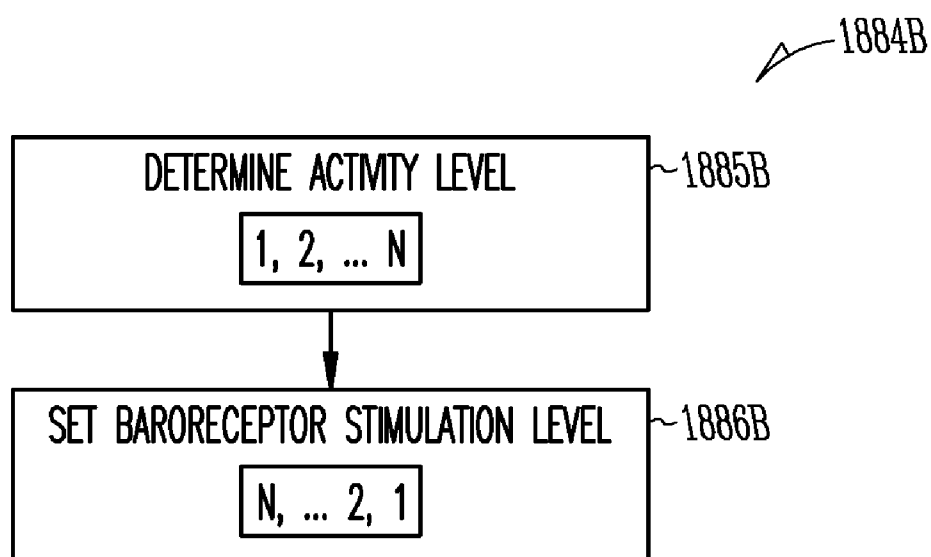 1884B
DETERMINE ACTIVITY LEVEL
1885B
1, 2, ... N
SET BARORECEPTOR STIMULATION LEVEL
1886B
N, ... 2, 1